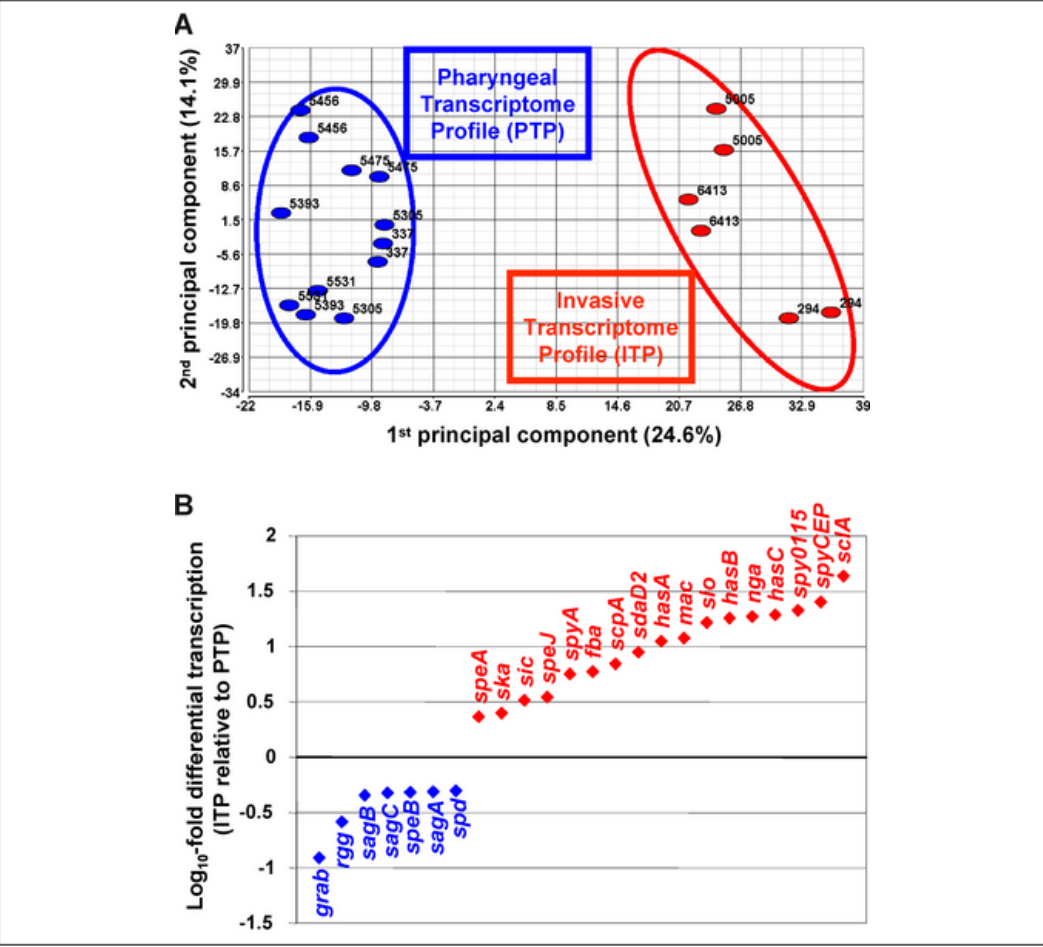 A
37
29.9
22.8
15.7
8.6
1.5
-5.6
-12.7
-19.8
-26.9
-34
2nd principal component (14.1%)
Pharyngeal
Transcriptome
Profile (PTP)
Invasive
Transcriptome
Profile (ITP)
5456
5456
5475
5475
5393
5305
337
337
5531
5531
5393
5305
5005
5005
6413
6413
294
294
-22
-15.9
-9.8
-3.7
2.4
8.5
14.6
20.7
26.8
32.9
39
1st principal component (24.6%)
B
Log10-fold differential transcription
(ITP relative to PTP)
2
1.5
1
0.5
0
-0.5
-1
-1.5
grab
rgg
sagB
sagC
speB
sagA
spd
speA
ska
sic
speJ
spyA
fba
scpA
sdaD2
hasA
mac
slo
hasB
nga
hasC
spy0115
spyCEP
sclA